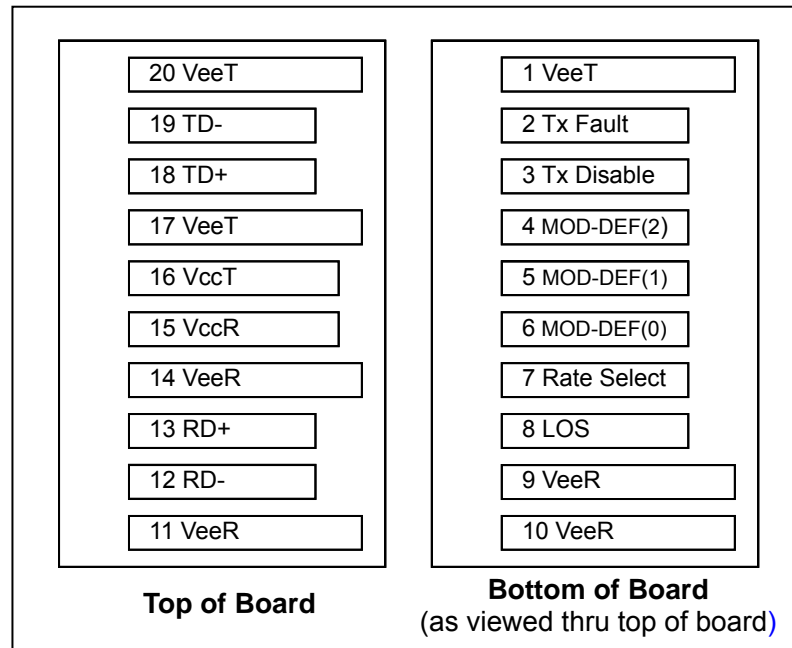 20 VeeT
19 TD-
18 TD+
17 VeeT
16 VccT
15 VccR
14 VeeR
13 RD+
12 RD-
11 VeeR
Top of Board
1 VeeT
2 Tx Fault
3 Tx Disable
4 MOD-DEF(2)
5 MOD-DEF(1)
6 MOD-DEF(0)
7 Rate Select
8 LOS
9 VeeR
10 VeeR
Bottom of Board
(as viewed thru top of board)